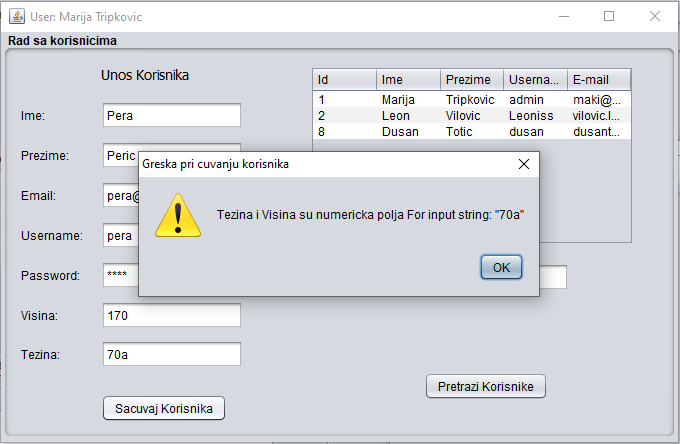 User: Marija Tripkovic
Rad sa korisnicima
Unos Korisnika
Ime:
Pera
Prezime:
Peric
Email:
pera@
Username:
pera
Password:
****
Visina:
170
Tezina:
70a
Sacuvaj Korisnika
Id Ime Prezime Userna... E-mail
1 Marija Tripkovic admin maki@...
2 Leon Vilovic Leoniss vilovic.l...
8 Dusan Totic dusan dusant...
Greska pri cuvanju korisnika
Tezina i Visina su numericka polja For input string: "70a"
OK
Pretrazi Korisnike